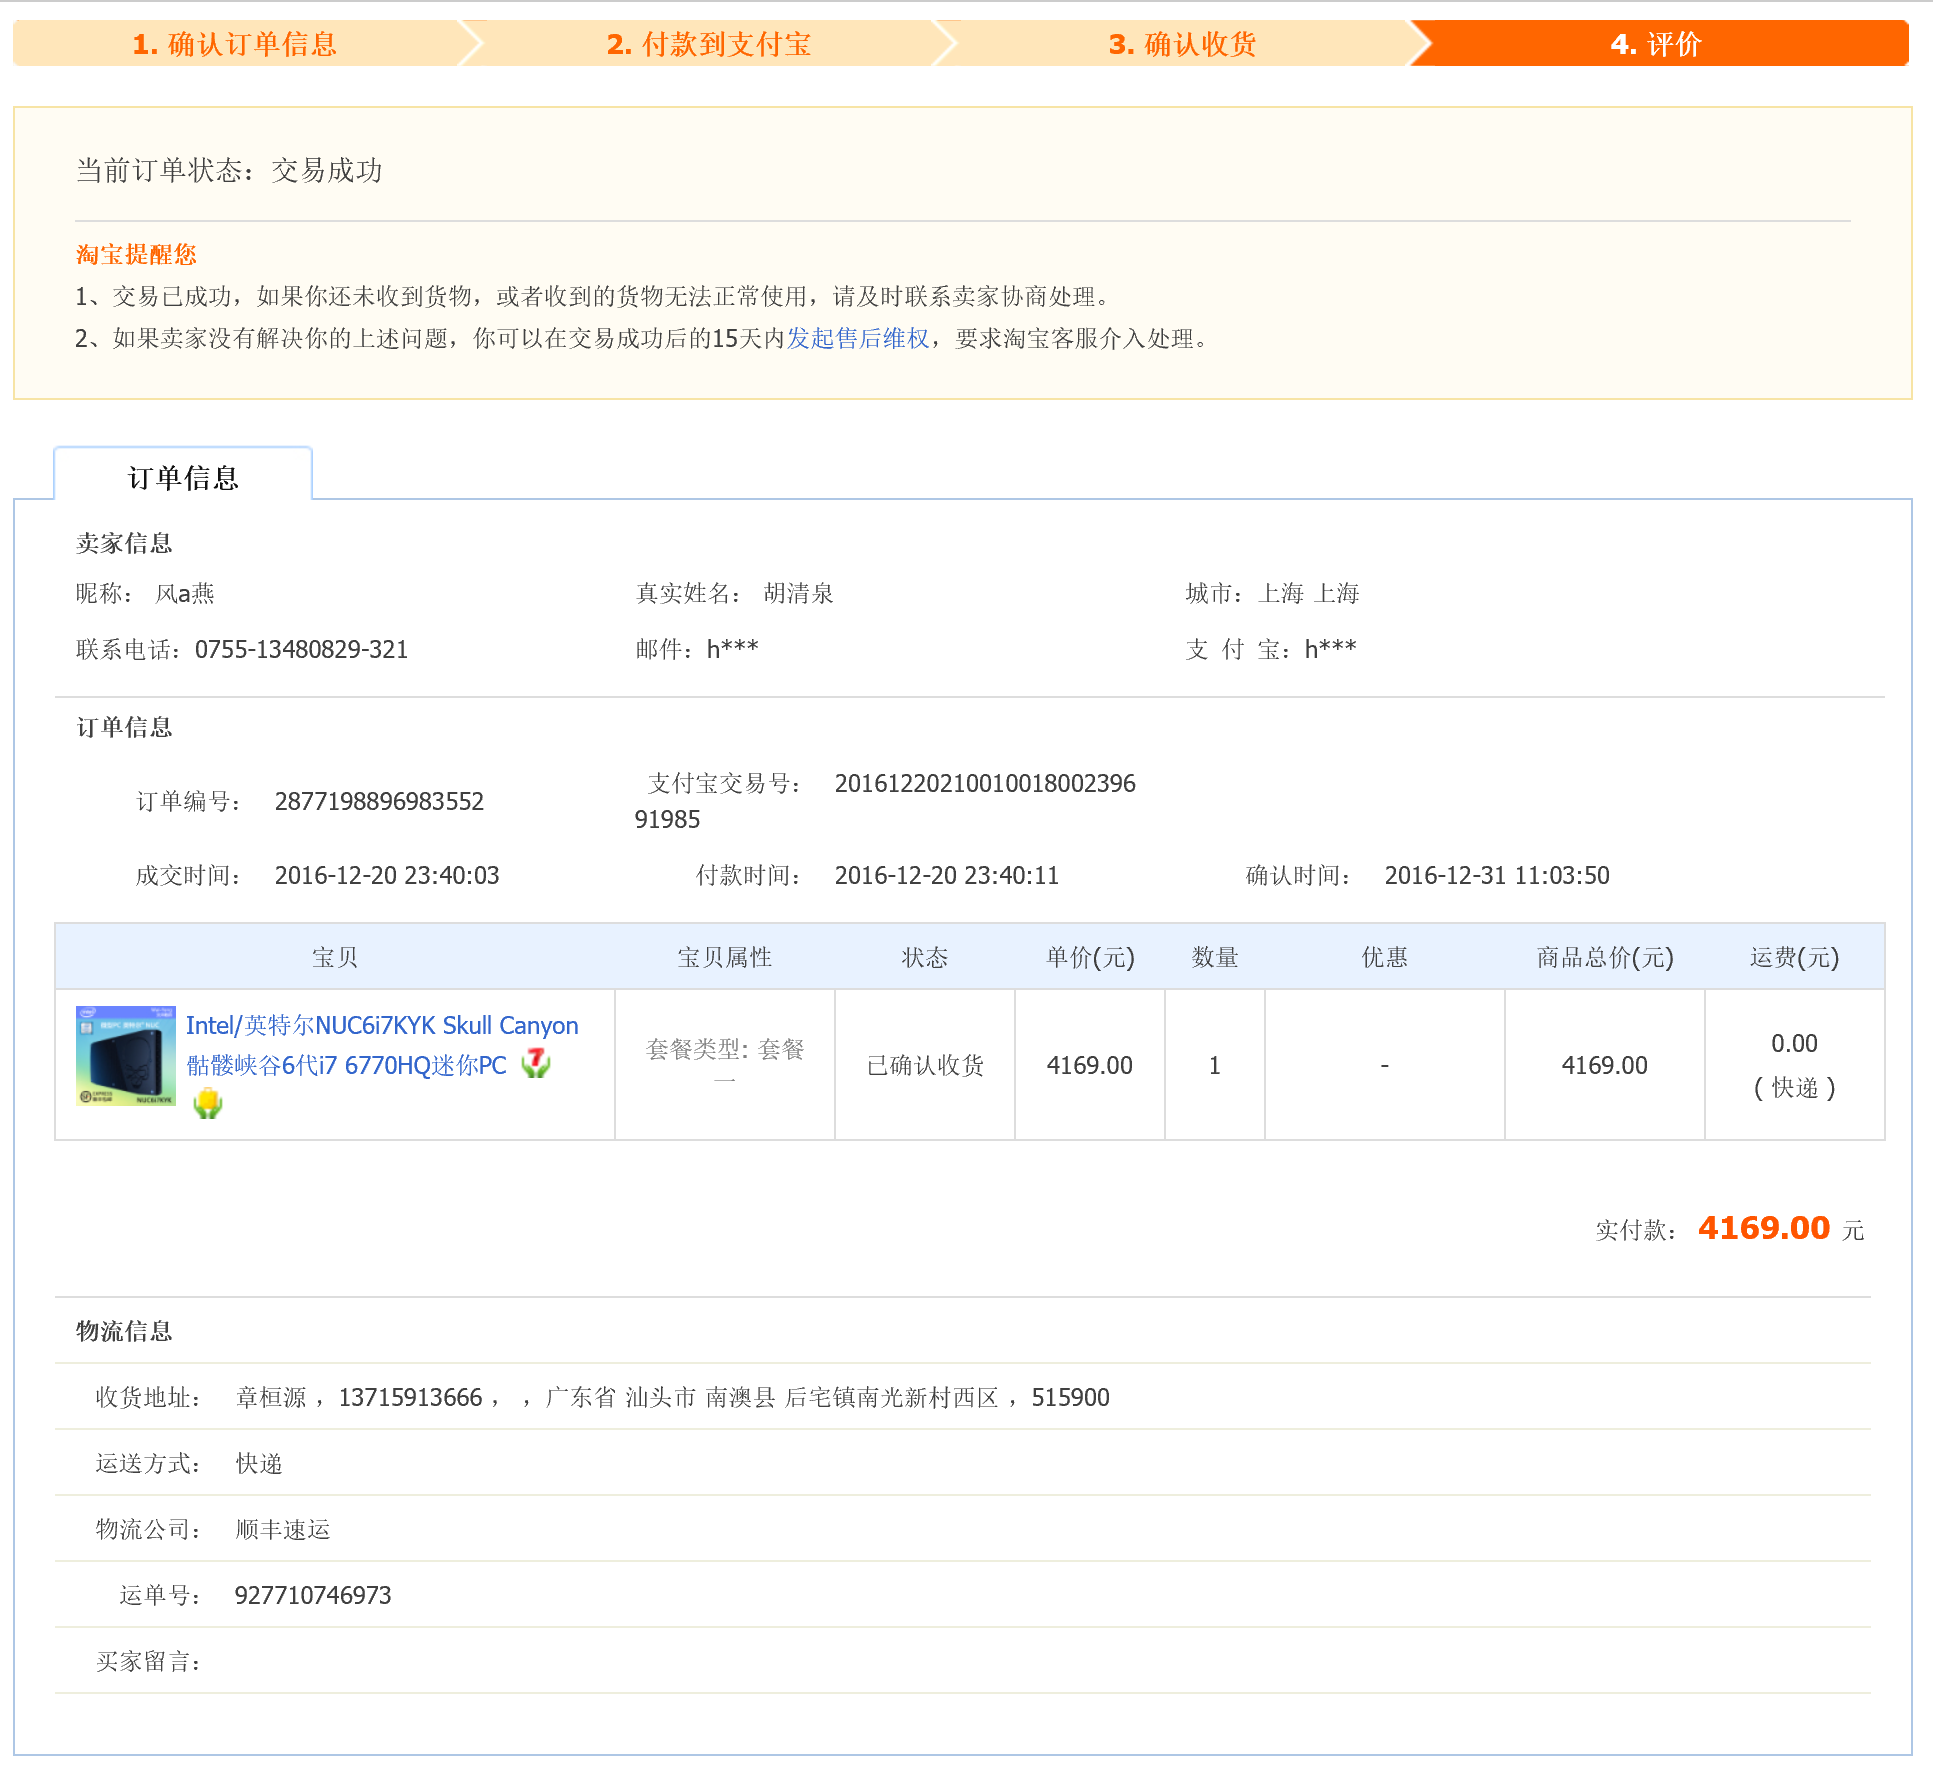 1. 确认订单信息
2. 付款到支付宝
3. 确认收货
4. 评价
当前订单状态：交易成功
淘宝提醒您
1、交易已成功，如果你还未收到货物，或者收到的货物无法正常使用，请及时联系卖家协商处理。
2、如果卖家没有解决你的上述问题，你可以在交易成功后的15天内发起售后维权，要求淘宝客服介入处理。
订单信息
卖家信息
昵称： 风a燕 真实姓名： 胡清泉 城市：上海 上海
联系电话：0755-13480829-321 邮件：h*** 支 付 宝：h***
订单信息
订单编号： 2877198896983552 支付宝交易号： 20161220210010018002396
91985
成交时间： 2016-12-20 23:40:03 付款时间： 2016-12-20 23:40:11 确认时间： 2016-12-31 11:03:50
宝贝 宝贝属性 状态 单价(元) 数量 优惠 商品总价(元) 运费(元)
Intel/英特尔NUC6i7KYK Skull Canyon
骷髅峡谷6代i7 6770HQ迷你PC 7
套餐类型: 套餐
一
已确认收货 4169.00 1 - 4169.00
0.00
( 快递 )
实付款： 4169.00 元
物流信息
收货地址： 章桓源 ，13715913666 ， ，广东省 汕头市 南澳县 后宅镇南光新村西区 ，515900
运送方式： 快递
物流公司： 顺丰速运
运单号： 927710746973
买家留言：